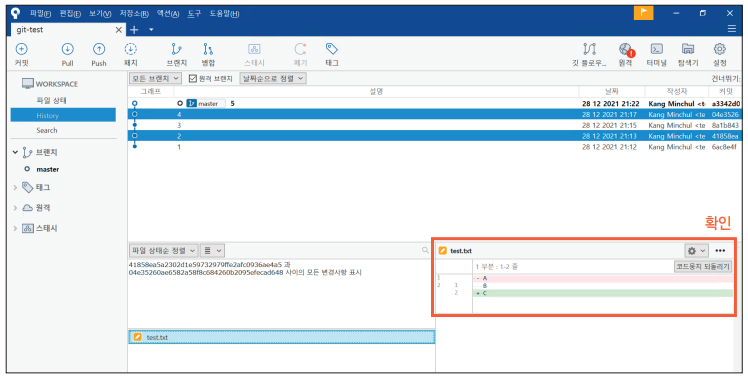 파일(F) 편집(E) 보기(V) 저장소(R) 액션(A) 도구 도움말(H)
git-test
커밋 Pull Push 패치 브랜치 병합 스태시 폐기 태그 깃 플로우... 원격 터미널 탐색기 설정
WORKSPACE
파일 상태
History
Search
브랜치
master
태그
원격
스태시
모든 브랜치 원격 브랜치 날짜순으로 정렬 건너뛰기:
그래프 설명 날짜 작성자 커밋
master 5 28 12 2021 21:22 Kang Minchul <t a3342d0
4 28 12 2021 21:17 Kang Minchul <te 04e3526
3 28 12 2021 21:15 Kang Minchul <te 8a1b843
2 28 12 2021 21:13 Kang Minchul <te 41858ea
1 28 12 2021 21:12 Kang Minchul <te 6ac8e4f
확인
파일 상태순 정렬
41858ea5a2302d1e59732979ffe2afc0936ae4a5 과
04e35260ae6582a58f8c684260b2095efecad648 사이의 모든 변경사항 표시
test.txt
test.txt
1 부분 : 1-2 줄 코드뭉치 되돌리기
1 - A
2 1 B
2 + C